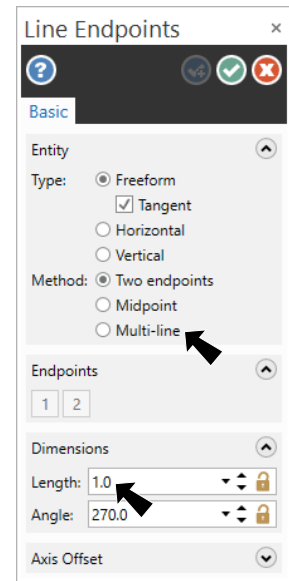 Line Endpoints
Basic
Entity
Type: Freeform
Tangent
Horizontal
Vertical
Method: Two endpoints
Midpoint
Multi-line
Endpoints
1 2
Dimensions
Length: 1.0
Angle: 270.0
Axis Offset